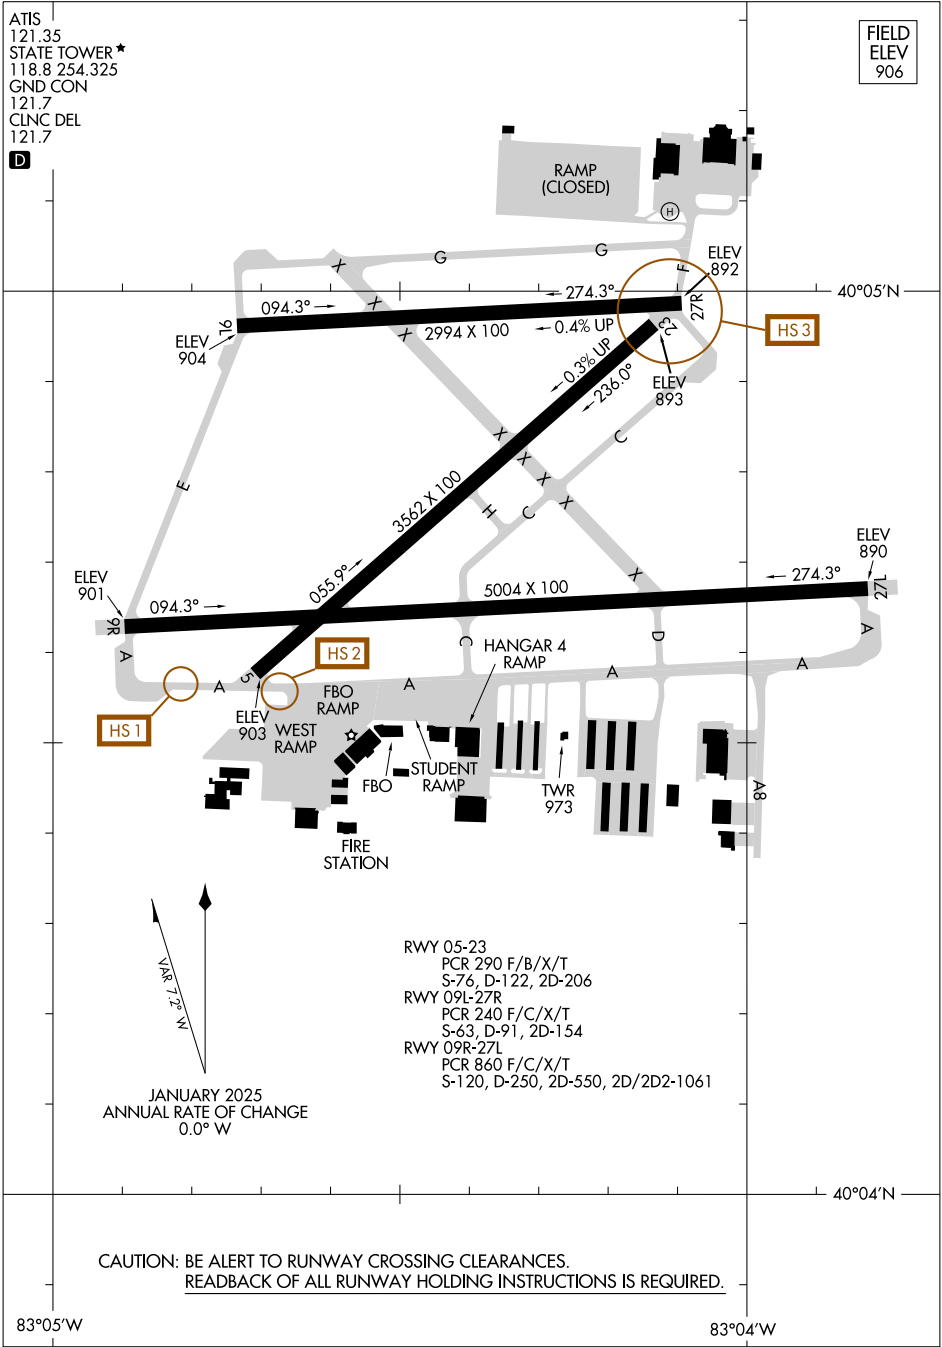 ATIS
121.35
STATE TOWER★
118.8 254.325
GND CON
121.7
CLNC DEL
121.7
D
FIELD
ELEV
906
RAMP
(CLOSED)
H
G
G
F
ELEV
892
40°05'N
X
X
X
094.3°
274.3°
27R
9L
2994 X 100
0.4% UP
23
HS 3
ELEV
904
0.3% UP
236.0°
ELEV
893
C
X
X
X
X
E
3562 X 100
H
C
ELEV
890
ELEV
901
055.9°
X
094.3°
5004 X 100
274.3°
27L
9R
A
C
D
A
HANGAR 4
RAMP
HS 2
5
A
A
A
A
HS 1
ELEV
903
FBO
RAMP
WEST
RAMP
FBO
STUDENT
RAMP
TWR
973
A8
FIRE
STATION
VAR 7.2° W
JANUARY 2025
ANNUAL RATE OF CHANGE
0.0° W
RWY 05-23
PCR 290 F/B/X/T
S-76, D-122, 2D-206
RWY 09L-27R
PCR 240 F/C/X/T
S-63, D-91, 2D-154
RWY 09R-27L
PCR 860 F/C/X/T
S-120, D-250, 2D-550, 2D/2D2-1061
40°04'N
CAUTION: BE ALERT TO RUNWAY CROSSING CLEARANCES.
READBACK OF ALL RUNWAY HOLDING INSTRUCTIONS IS REQUIRED.
83°05'W
83°04'W